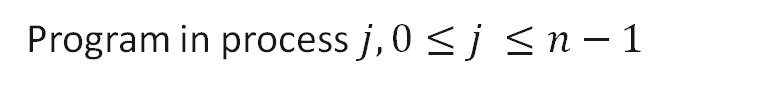 Program in process j, 0 ≤ j ≤ n − 1